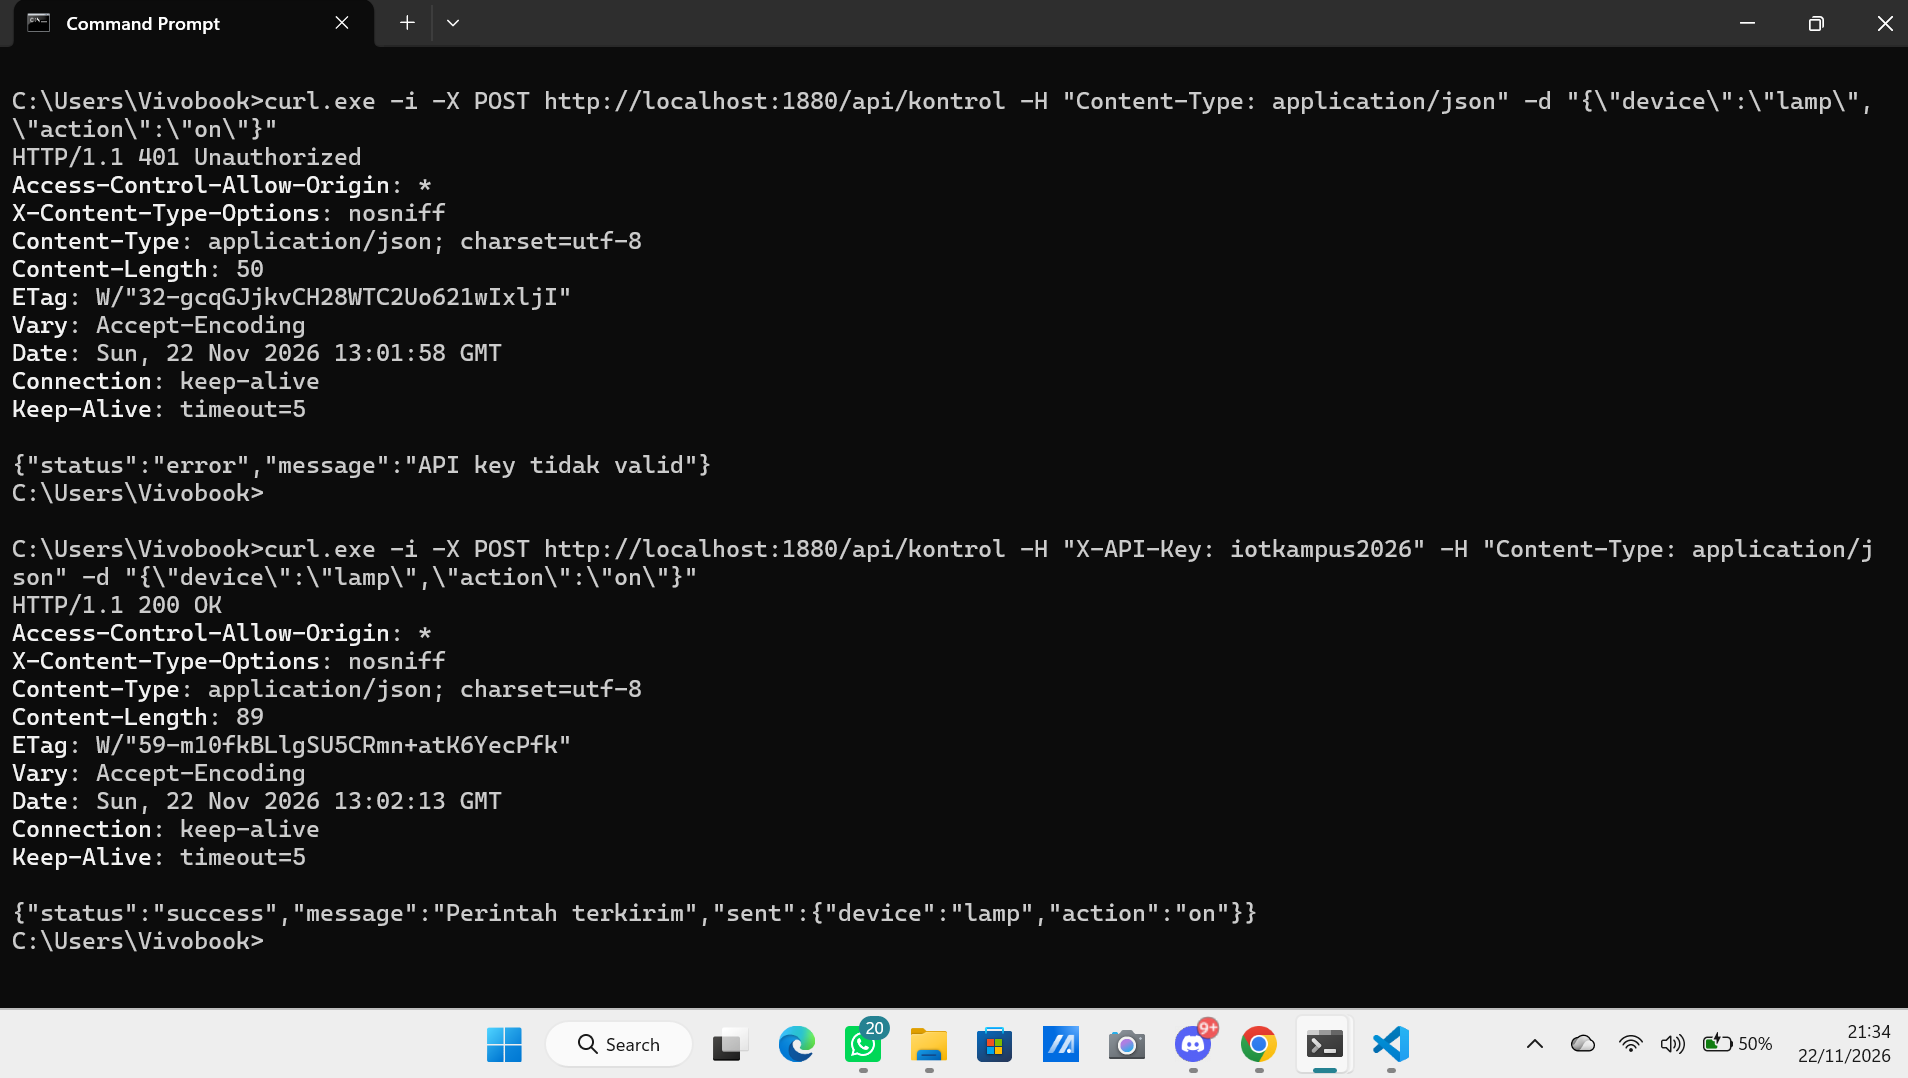 Command Prompt
C:\Users\Vivobook>curl.exe -i -X POST http://localhost:1880/api/kontrol -H "Content-Type: application/json" -d "{\"device\":\"lamp\",
\"action\":\"on\"}"
HTTP/1.1 401 Unauthorized
Access-Control-Allow-Origin: *
X-Content-Type-Options: nosniff
Content-Type: application/json; charset=utf-8
Content-Length: 50
ETag: W/"32-gcqGJjkvCH28WTC2Uo621wIxljI"
Vary: Accept-Encoding
Date: Sun, 22 Nov 2026 13:01:58 GMT
Connection: keep-alive
Keep-Alive: timeout=5
{"status":"error","message":"API key tidak valid"}
C:\Users\Vivobook>
C:\Users\Vivobook>curl.exe -i -X POST http://localhost:1880/api/kontrol -H "X-API-Key: iotkampus2026" -H "Content-Type: application/j
son" -d "{\"device\":\"lamp\",\"action\":\"on\"}"
HTTP/1.1 200 OK
Access-Control-Allow-Origin: *
X-Content-Type-Options: nosniff
Content-Type: application/json; charset=utf-8
Content-Length: 89
ETag: W/"59-m10fkBLlgSU5CRmn+atK6YecPfk"
Vary: Accept-Encoding
Date: Sun, 22 Nov 2026 13:02:13 GMT
Connection: keep-alive
Keep-Alive: timeout=5
{"status":"success","message":"Perintah terkirim","sent":{"device":"lamp","action":"on"}}
C:\Users\Vivobook>
Search
20
9+
50%
21:34
22/11/2026